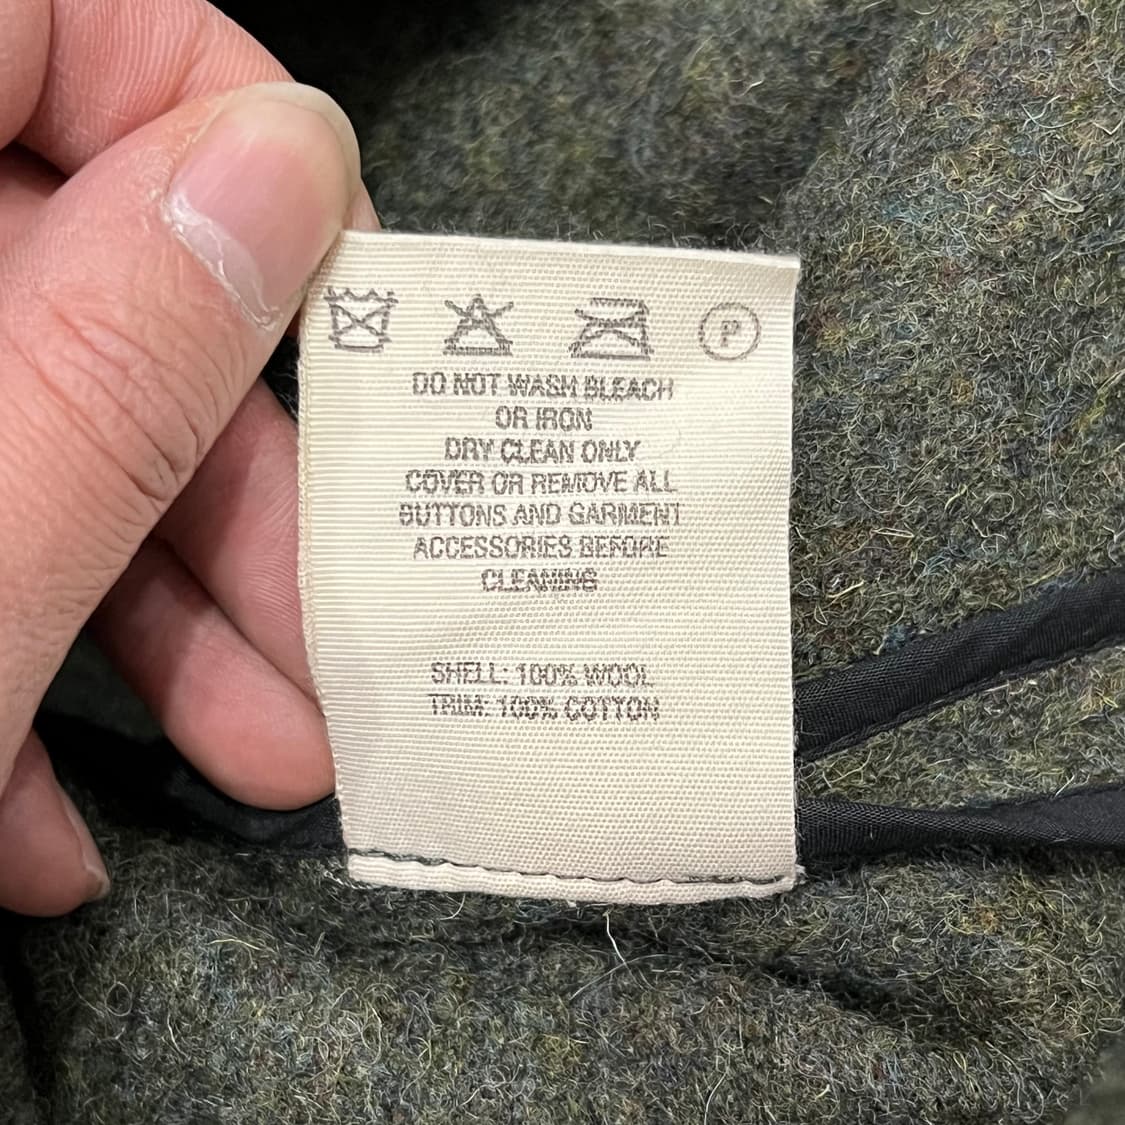 P
DO NOT WASH BLEACH
OR IRON
DRY CLEAN ONLY
COVER OR REMOVE ALL
BUTTONS AND GARMENT
ACCESSORIES BEFORE
CLEANING
SHELL: 100% WOOL
TRIM: 100% COTTON